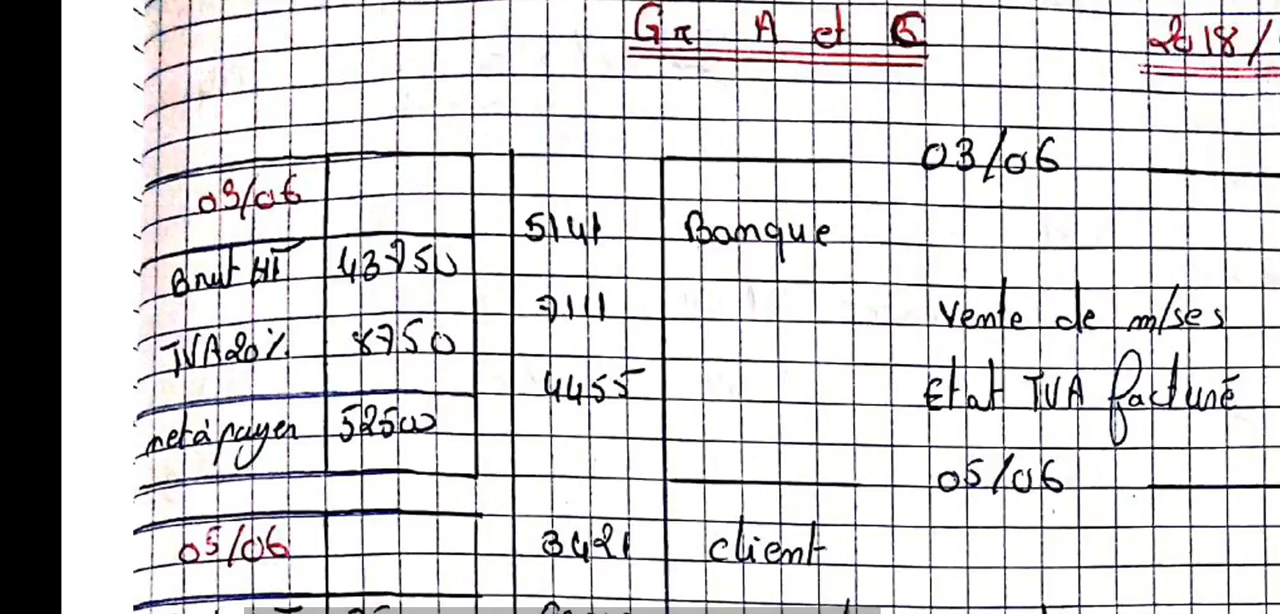 Gr A et B
2018/
03/06
03/06
5141 Banque
Brut HT 43750
7111 Vente de m/ses
TVA 20% 8750
4455 Etat TVA facturé
net à payer 52500
05/06
05/06
3421 client